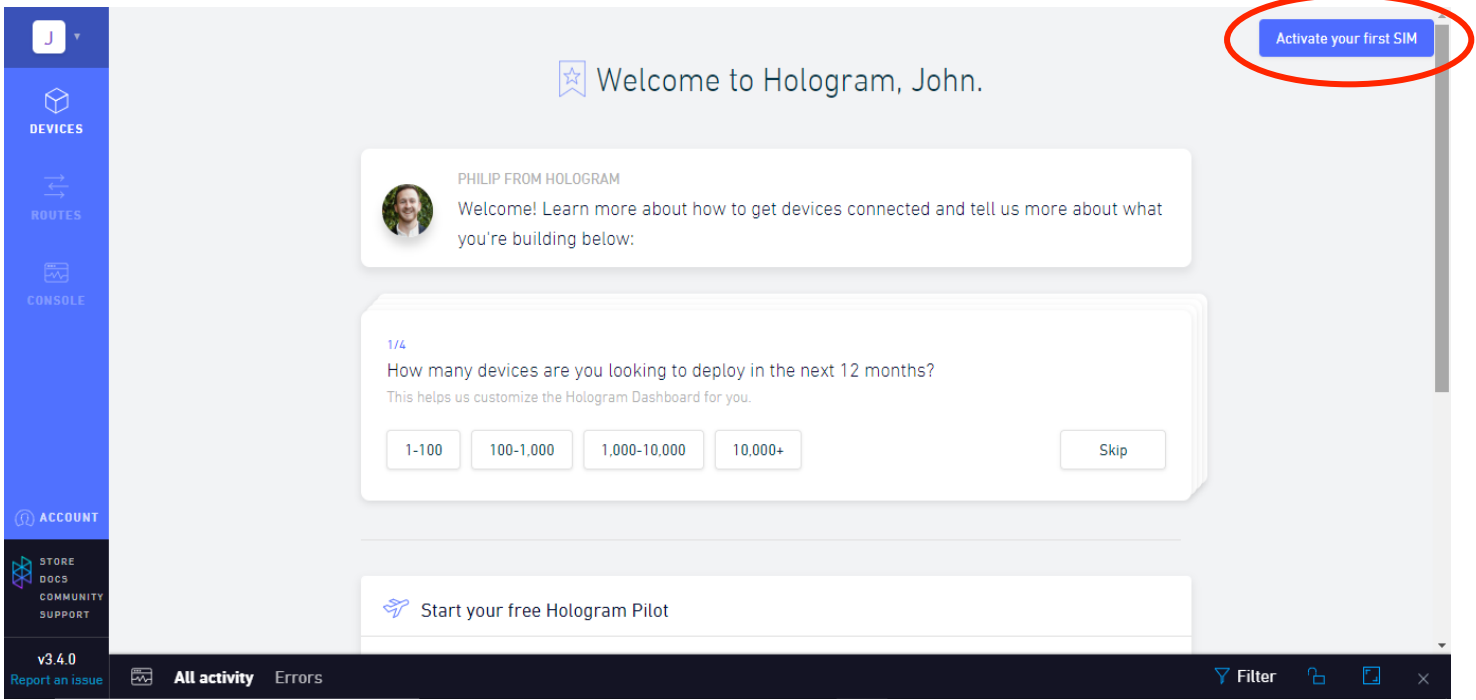 J
DEVICES
ROUTES
CONSOLE
ACCOUNT
STORE
DOCS
COMMUNITY
SUPPORT
v3.4.0
Report an issue
Activate your first SIM
Welcome to Hologram, John.
PHILIP FROM HOLOGRAM
Welcome! Learn more about how to get devices connected and tell us more about what
you're building below:
1/4
How many devices are you looking to deploy in the next 12 months?
This helps us customize the Hologram Dashboard for you.
1-100 100-1,000 1,000-10,000 10,000+ Skip
Start your free Hologram Pilot
All activity Errors Filter